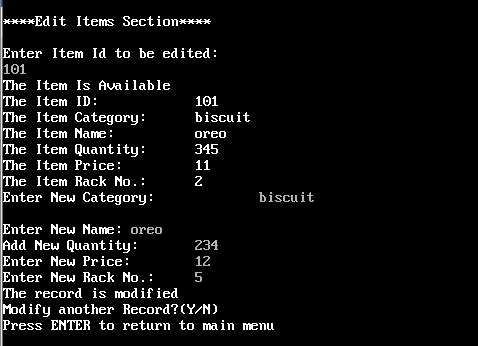 ****Edit Items Section****
Enter Item Id to be edited:
101
The Item Is Available
The Item ID: 101
The Item Category: biscuit
The Item Name: oreo
The Item Quantity: 345
The Item Price: 11
The Item Rack No.: 2
Enter New Category: biscuit
Enter New Name: oreo
Add New Quantity: 234
Enter New Price: 12
Enter New Rack No.: 5
The record is modified
Modify another Record?(Y/N)
Press ENTER to return to main menu